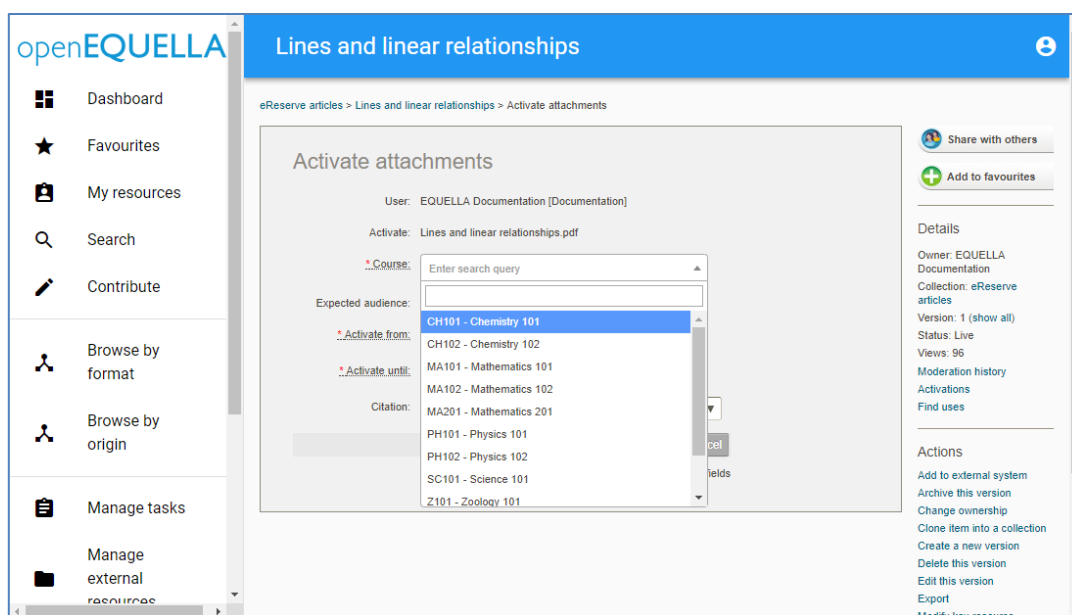 openEQUELLA
Dashboard
Favourites
My resources
Search
Contribute
Browse by
format
Browse by
origin
Manage tasks
Manage
external
resources
Lines and linear relationships
eReserve articles > Lines and linear relationships > Activate attachments
Activate attachments
User: EQUELLA Documentation [Documentation]
Activate: Lines and linear relationships.pdf
* Course: Enter search query
Expected audience:
* Activate from:
* Activate until:
Citation:
CH101 - Chemistry 101
CH102 - Chemistry 102
MA101 - Mathematics 101
MA102 - Mathematics 102
MA201 - Mathematics 201
PH101 - Physics 101
PH102 - Physics 102
SC101 - Science 101
Z101 - Zoology 101
cel
fields
Share with others
Add to favourites
Details
Owner: EQUELLA
Documentation
Collection: eReserve
articles
Version: 1 (show all)
Status: Live
Views: 96
Moderation history
Activations
Find uses
Actions
Add to external system
Archive this version
Change ownership
Clone item into a collection
Create a new version
Delete this version
Edit this version
Export
Modify key resource